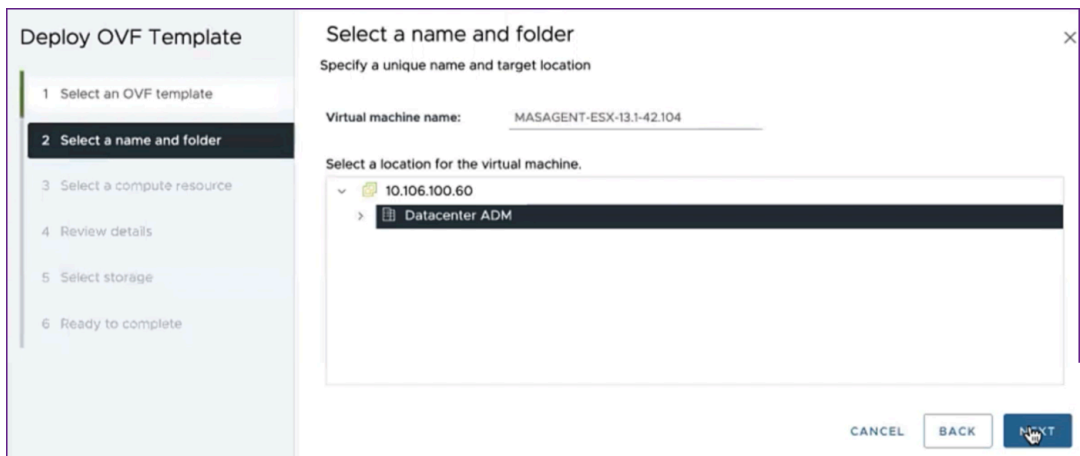 Deploy OVF Template
1 Select an OVF template
2 Select a name and folder
3 Select a compute resource
4 Review details
5 Select storage
6 Ready to complete
Select a name and folder
Specify a unique name and target location
Virtual machine name: MASAGENT-ESX-13.1-42.104
Select a location for the virtual machine.
10.106.100.60
Datacenter ADM
CANCEL BACK NEXT